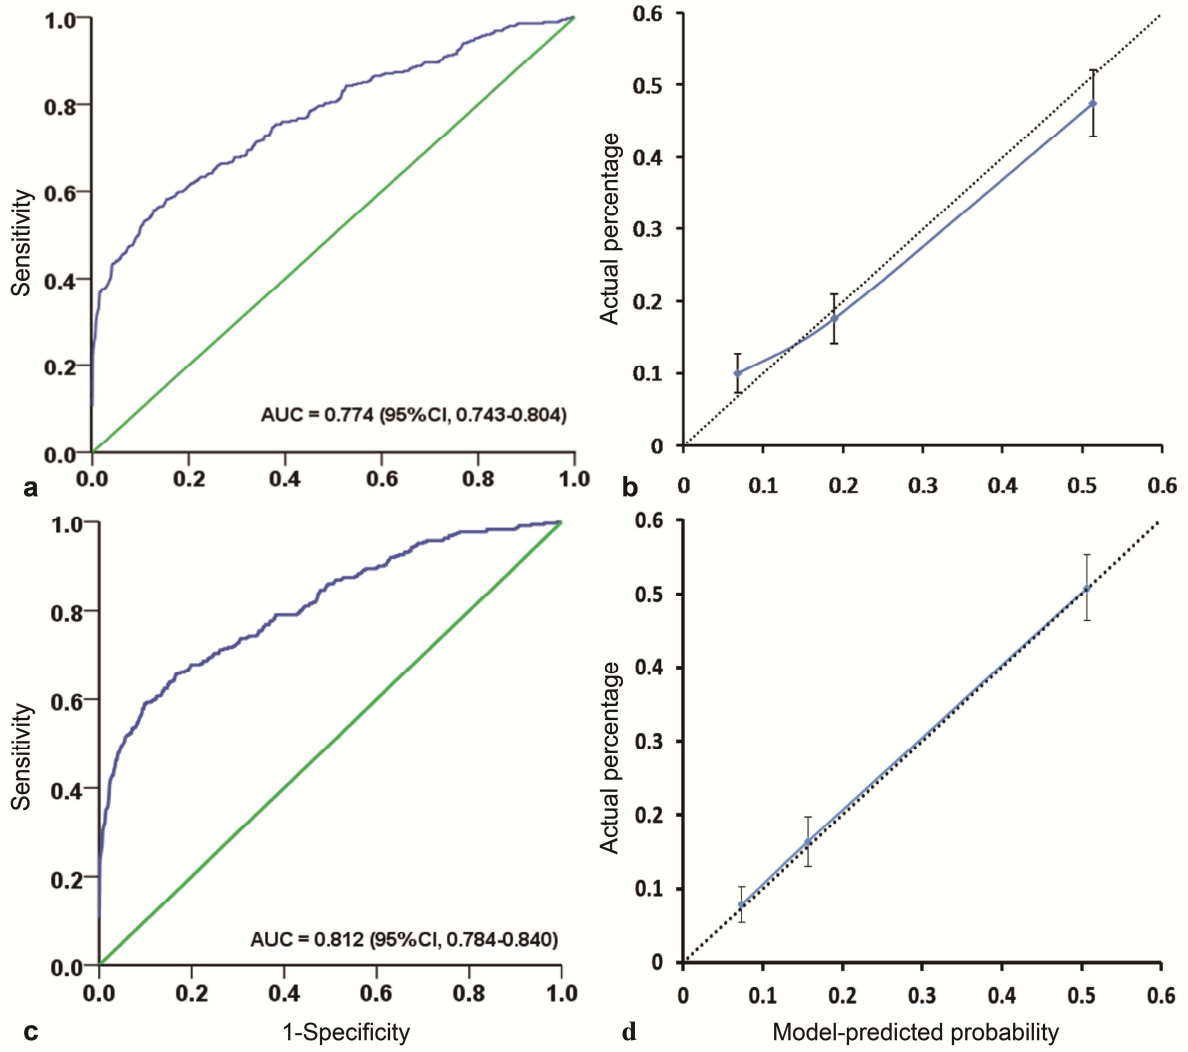 1.0
0.8
0.6
0.4
0.2
0.0
Sensitivity
AUC = 0.774 (95%CI, 0.743-0.804)
0.0 0.2 0.4 0.6 0.8 1.0
a
0.6
0.5
0.4
0.3
0.2
0.1
0
Actual percentage
0 0.1 0.2 0.3 0.4 0.5 0.6
b
1.0
0.8
0.6
0.4
0.2
0.0
Sensitivity
AUC = 0.812 (95%CI, 0.784-0.840)
0.0 0.2 0.4 0.6 0.8 1.0
c
1-Specificity
0.6
0.5
0.4
0.3
0.2
0.1
0
Actual percentage
0 0.1 0.2 0.3 0.4 0.5 0.6
d
Model-predicted probability